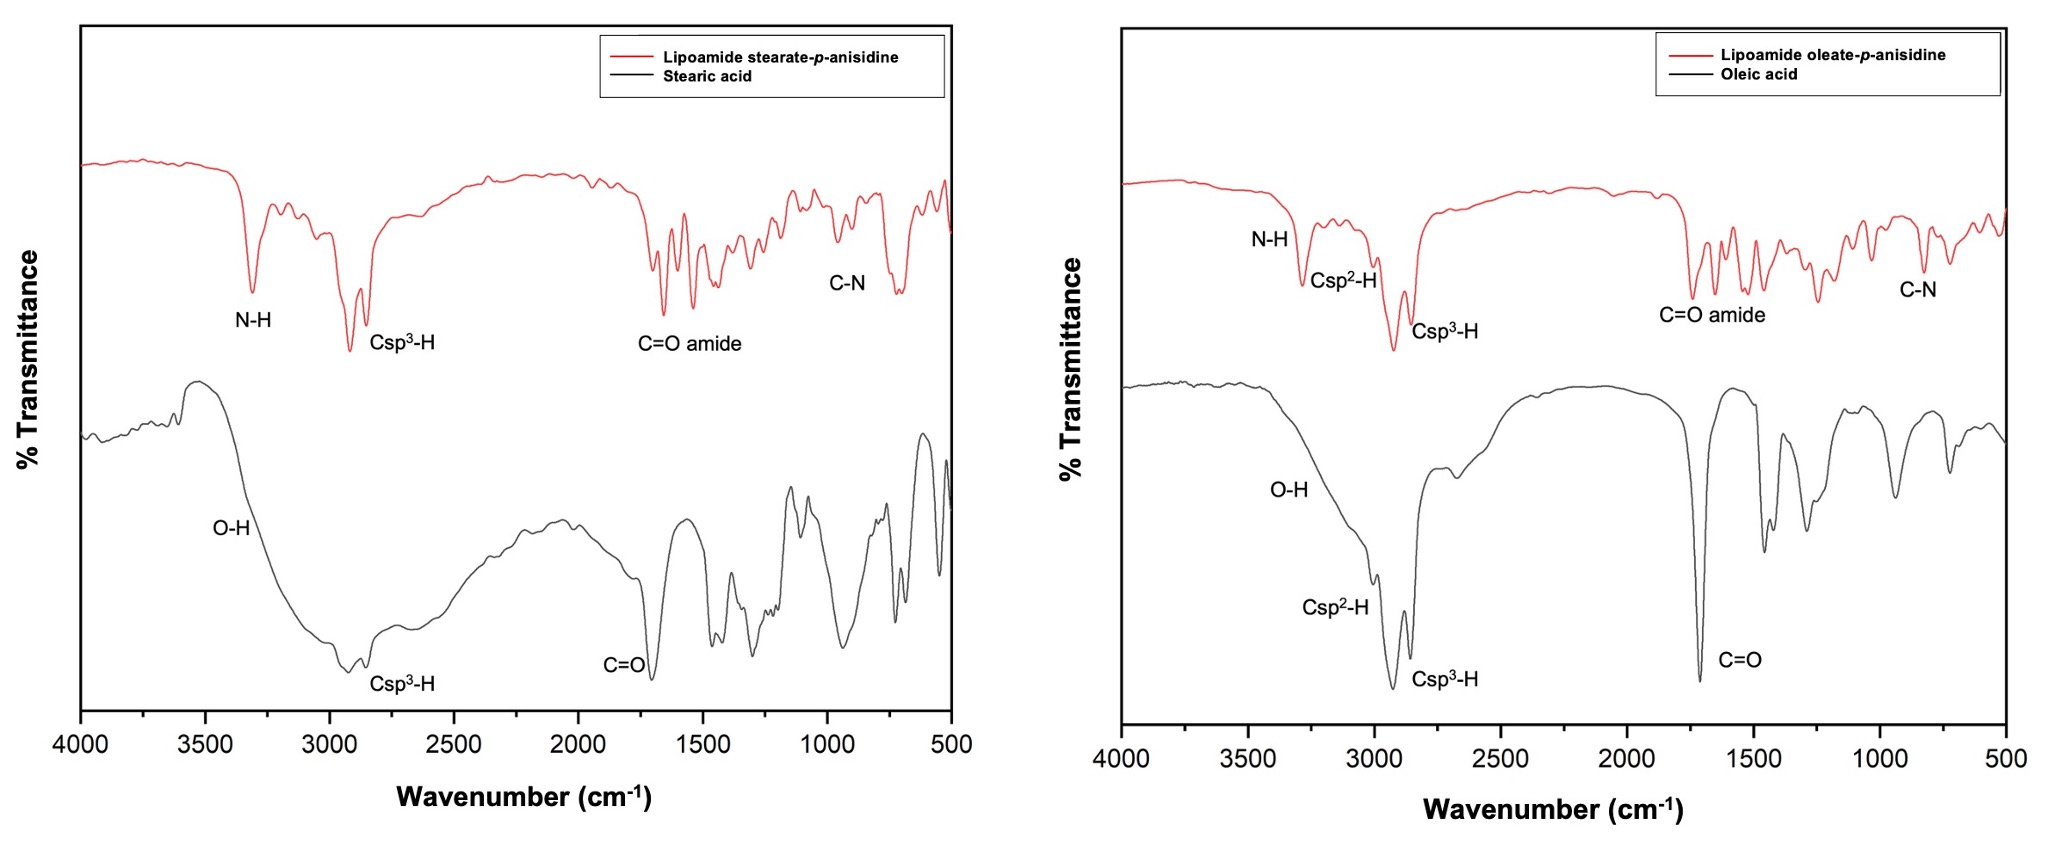 Lipoamide stearate-p-anisidine
Stearic acid
N-H
Csp³-H
C=O amide
C-N
O-H
Csp³-H
C=O
% Transmittance
4000 3500 3000 2500 2000 1500 1000 500
Wavenumber (cm⁻¹)
Lipoamide oleate-p-anisidine
Oleic acid
N-H
Csp²-H
Csp³-H
C=O amide
C-N
O-H
Csp²-H
Csp³-H
C=O
% Transmittance
4000 3500 3000 2500 2000 1500 1000 500
Wavenumber (cm⁻¹)